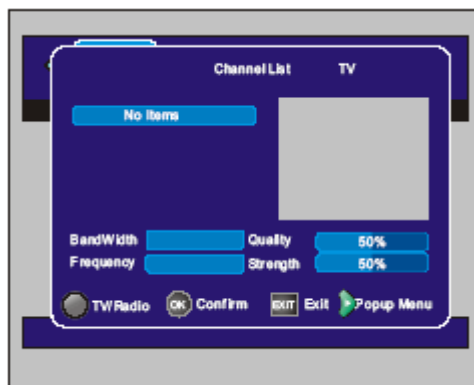 Channel List TV
No Items
BandWidth Quality 50%
Frequency Strength 50%
TV/Radio OK Confirm EXIT Exit Popup Menu